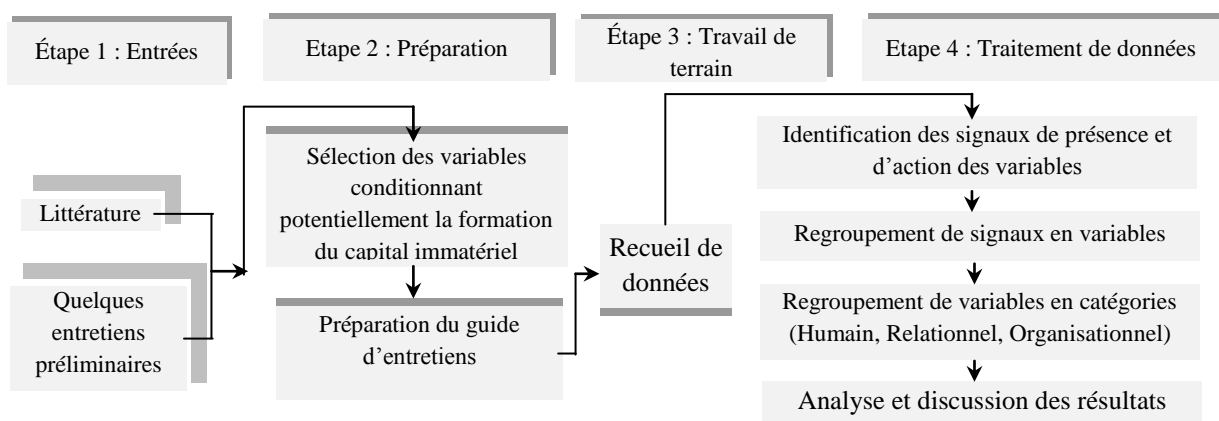 Étape 1 : Entrées
Etape 2 : Préparation
Étape 3 : Travail de
terrain
Etape 4 : Traitement de données
Littérature
Quelques
entretiens
préliminaires
Sélection des variables
conditionnant
potentiellement la formation
du capital immatériel
Préparation du guide
d’entretiens
Recueil de
données
Identification des signaux de présence et
d’action des variables
Regroupement de signaux en variables
Regroupement de variables en catégories
(Humain, Relationnel, Organisationnel)
Analyse et discussion des résultats